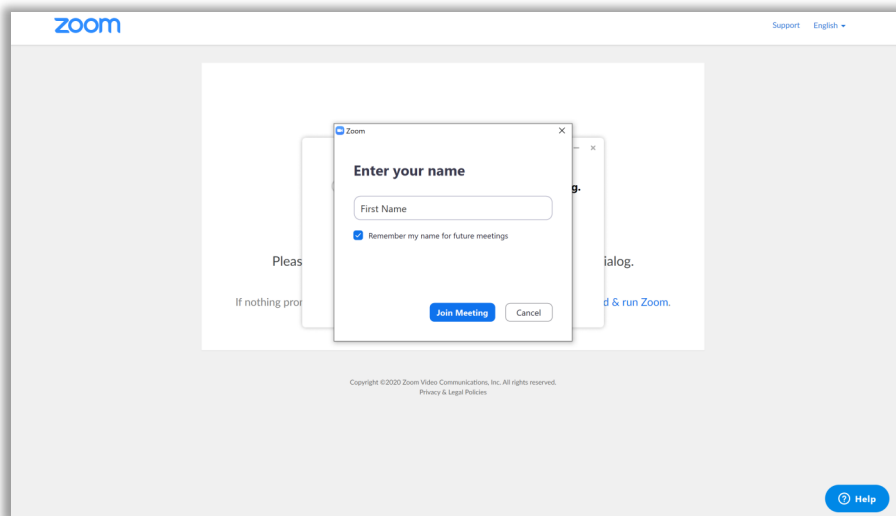 zoom
Support English
Zoom
Enter your name
g.
First Name
Remember my name for future meetings
Pleas
ialog.
If nothing pror
d & run Zoom.
Join Meeting Cancel
Copyright ©2020 Zoom Video Communications, Inc. All rights reserved.
Privacy & Legal Policies
Help